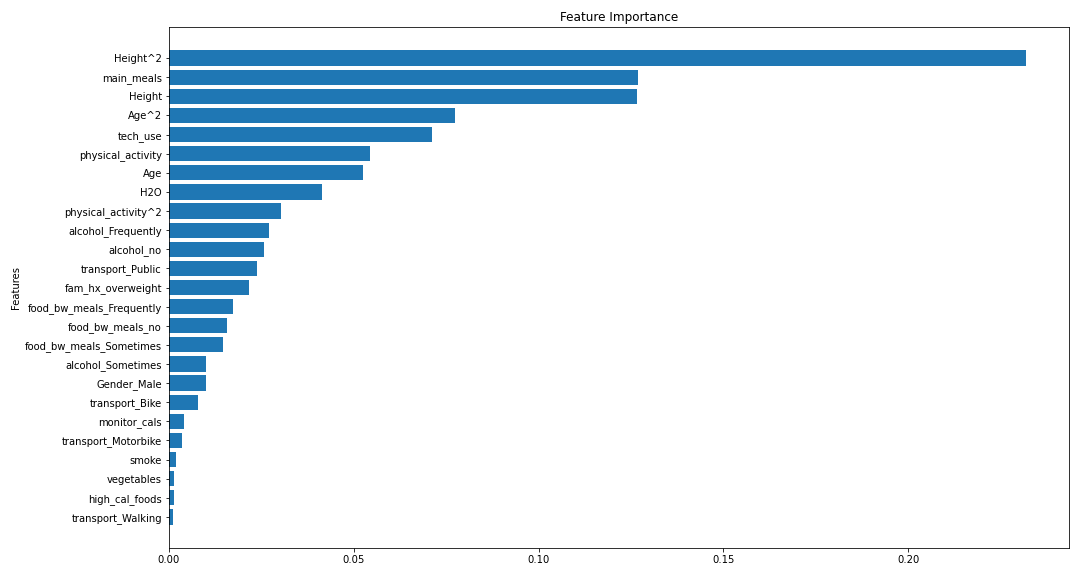 Feature Importance
Features
Height^2
main_meals
Height
Age^2
tech_use
physical_activity
Age
H2O
physical_activity^2
alcohol_Frequently
alcohol_no
transport_Public
fam_hx_overweight
food_bw_meals_Frequently
food_bw_meals_no
food_bw_meals_Sometimes
alcohol_Sometimes
Gender_Male
transport_Bike
monitor_cals
transport_Motorbike
smoke
vegetables
high_cal_foods
transport_Walking
0.00 0.05 0.10 0.15 0.20